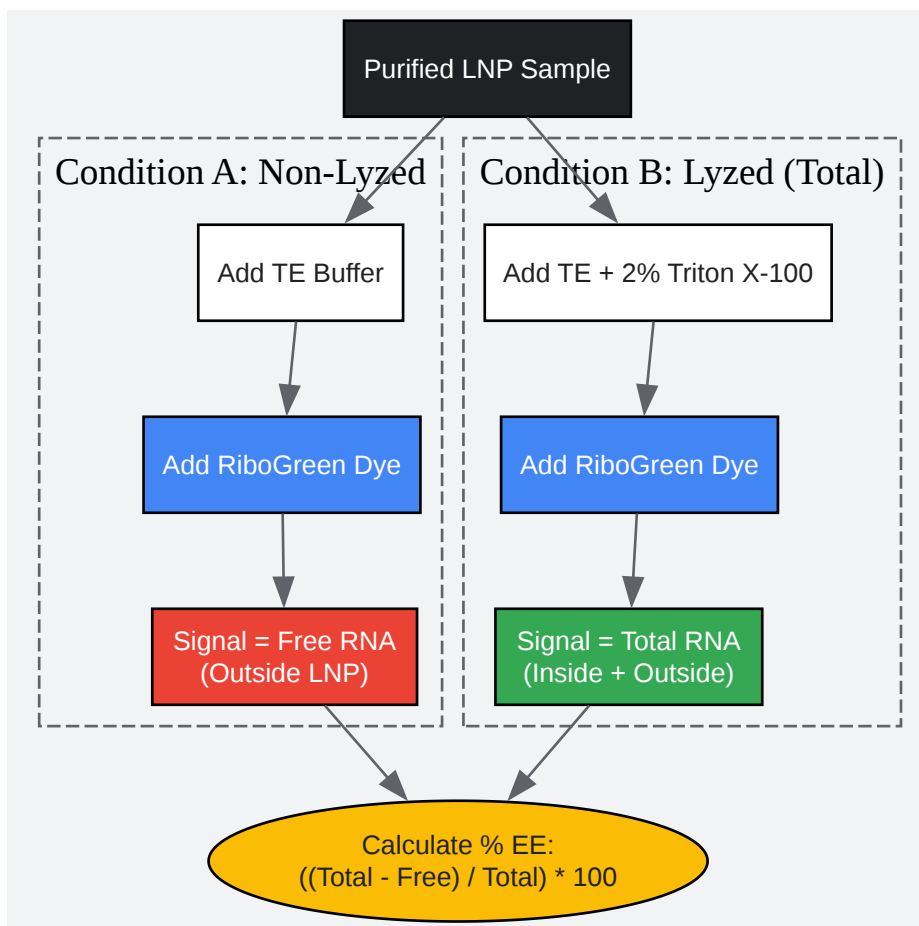 Purified LNP Sample
Condition A: Non-Lyzed
Add TE Buffer
Add RiboGreen Dye
Signal = Free RNA
(Outside LNP)
Condition B: Lyzed (Total)
Add TE + 2% Triton X-100
Add RiboGreen Dye
Signal = Total RNA
(Inside + Outside)
Calculate % EE:
((Total - Free) / Total) * 100